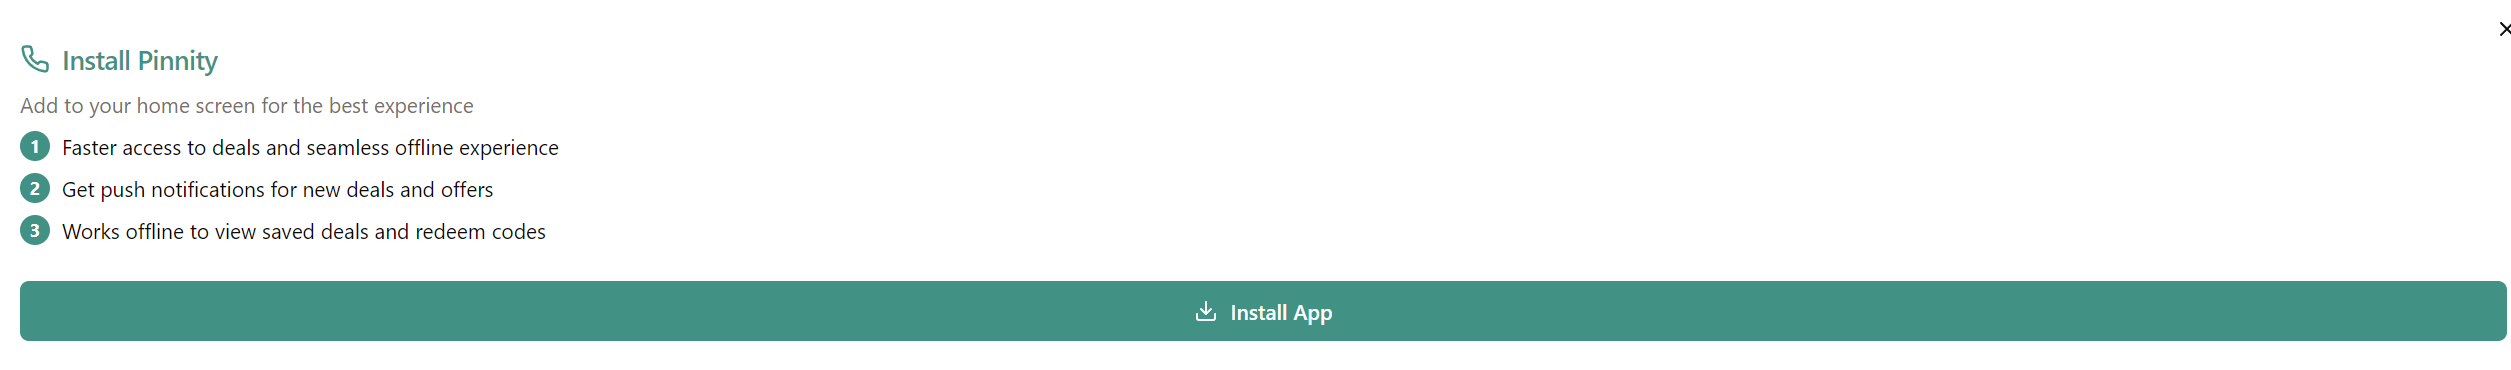 Install Pinnity
Add to your home screen for the best experience
1 Faster access to deals and seamless offline experience
2 Get push notifications for new deals and offers
3 Works offline to view saved deals and redeem codes
Install App